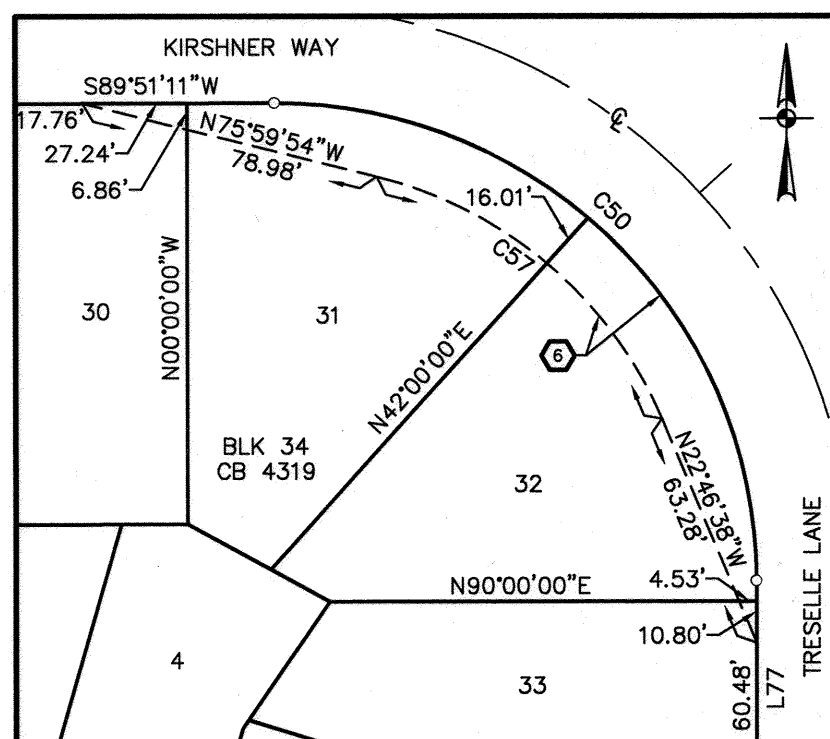 KIRSHNER WAY
S89°51'11"W
17.76'
27.24'
6.86'
N75°59'54"W
78.98'
℄
16.01'
C50
C57
N00°00'00"W
30
31
6
N42°00'00"E
BLK 34
CB 4319
32
N22°46'38"W
63.28'
N90°00'00"E
4.53'
10.80'
TRESELLE LANE
4
33
60.48'
L77